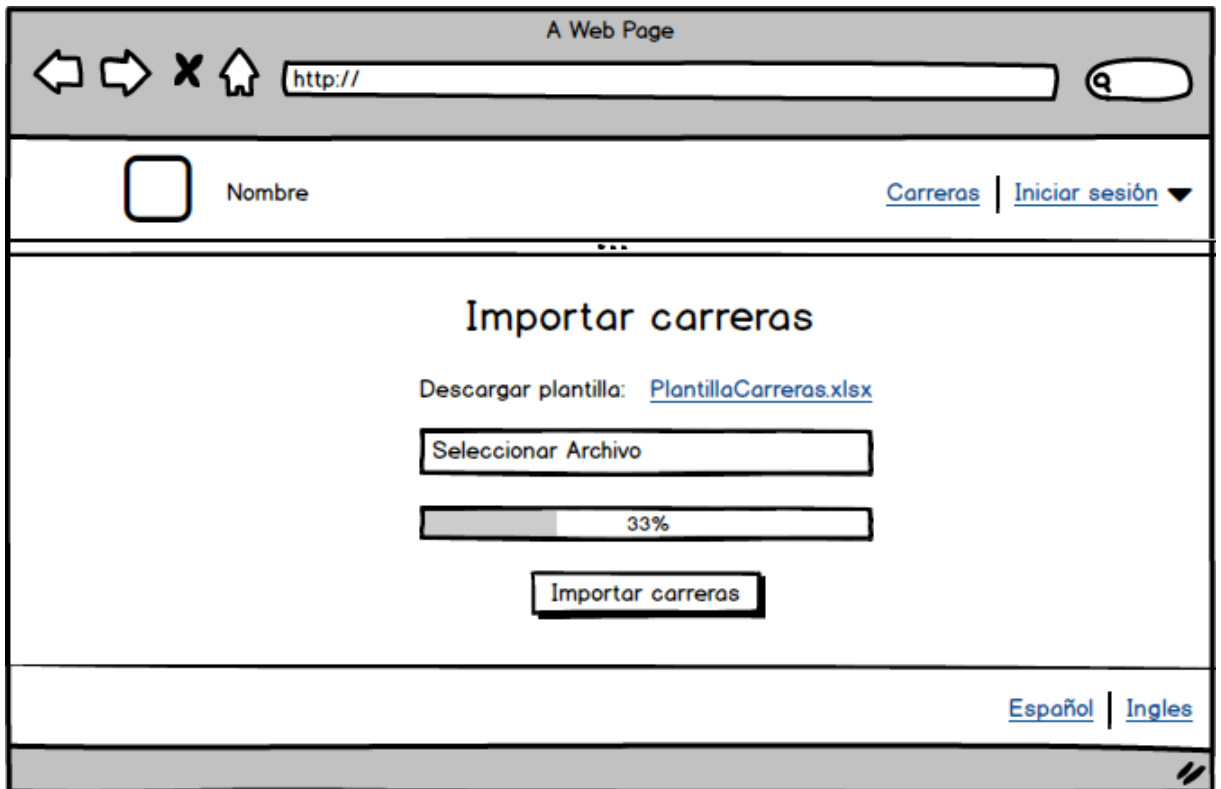 A Web Page
http://
Nombre
Carreras
Iniciar sesión
Importar carreras
Descargar plantilla: PlantillaCarreras.xlsx
Seleccionar Archivo
33%
Importar carreras
Español
Ingles